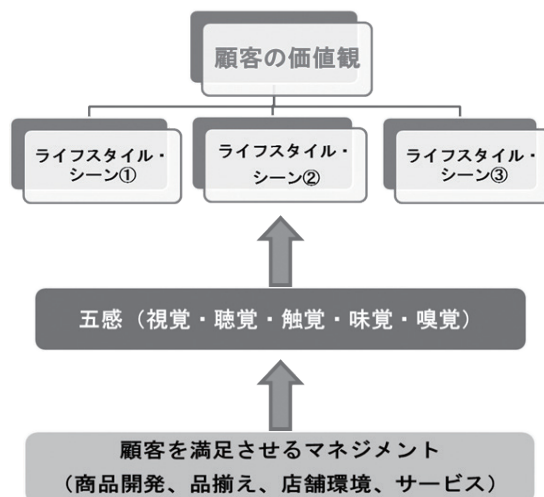 顧客の価値観
ライフスタイル・
シーン①
ライフスタイル・
シーン②
ライフスタイル・
シーン③
五感（視覚・聴覚・触覚・味覚・嗅覚）
顧客を満足させるマネジメント
（商品開発、品揃え、店舗環境、サービス）